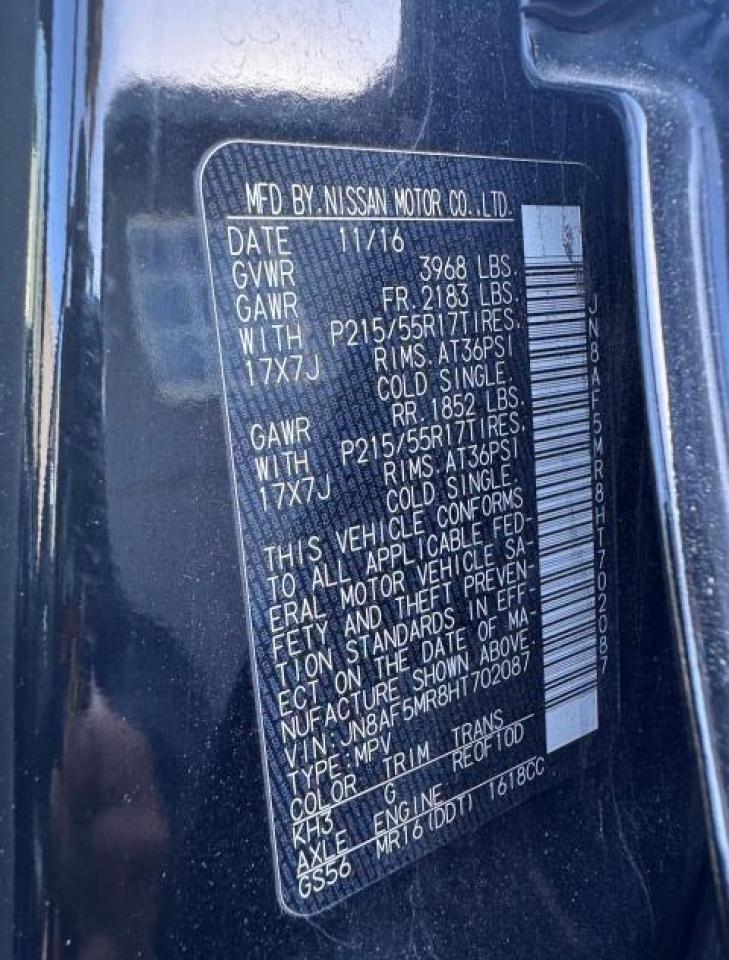 MFD BY.NISSAN MOTOR CO.,LTD.
DATE 11/16
GVWR 3968 LBS.
GAWR FR.2183 LBS.
WITH P215/55R17TIRES.
17X7J RIMS.AT36PSI
COLD SINGLE.
GAWR RR.1852 LBS.
WITH P215/55R17TIRES.
17X7J RIMS.AT36PSI
COLD SINGLE.
THIS VEHICLE CONFORMS
TO ALL APPLICABLE FED-
ERAL MOTOR VEHICLE SA-
FETY AND THEFT PREVEN-
TION STANDARDS IN EFF-
ECT ON THE DATE OF MA-
NUFACTURE SHOWN ABOVE.
VIN:JN8AF5MR8HT702087
TYPE:MPV
COLOR TRIM TRANS
KH3 G REOF10D
AXLE ENGINE
GS56 MR16(DDT) 1618CC
JN8AF5MR8HT702087